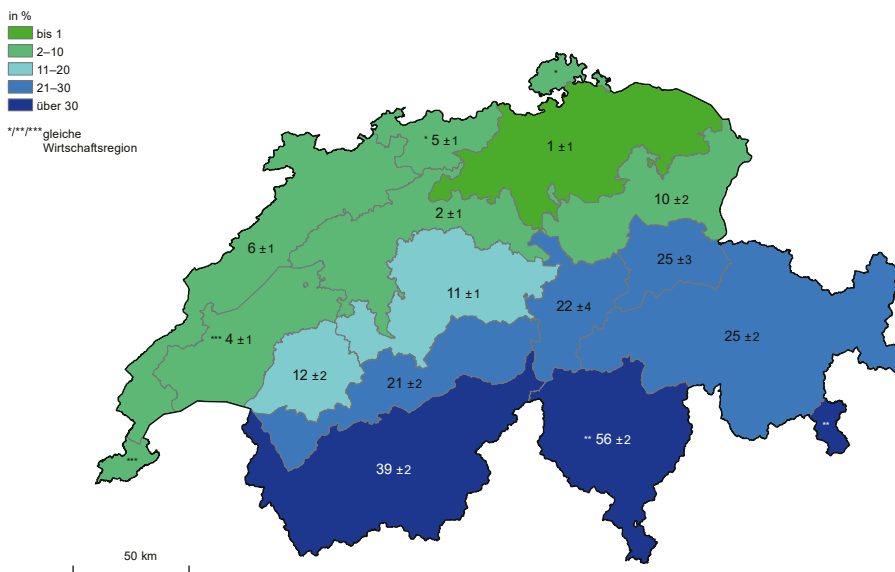 in %
bis 1
2–10
11–20
21–30
über 30
*/**/***gleiche
Wirtschaftsregion
*
* 5 ±1
1 ±1
10 ±2
2 ±1
6 ±1
25 ±3
11 ±1
22 ±4
*** 4 ±1
25 ±2
12 ±2
21 ±2
**
** 56 ±2
***
39 ±2
50 km